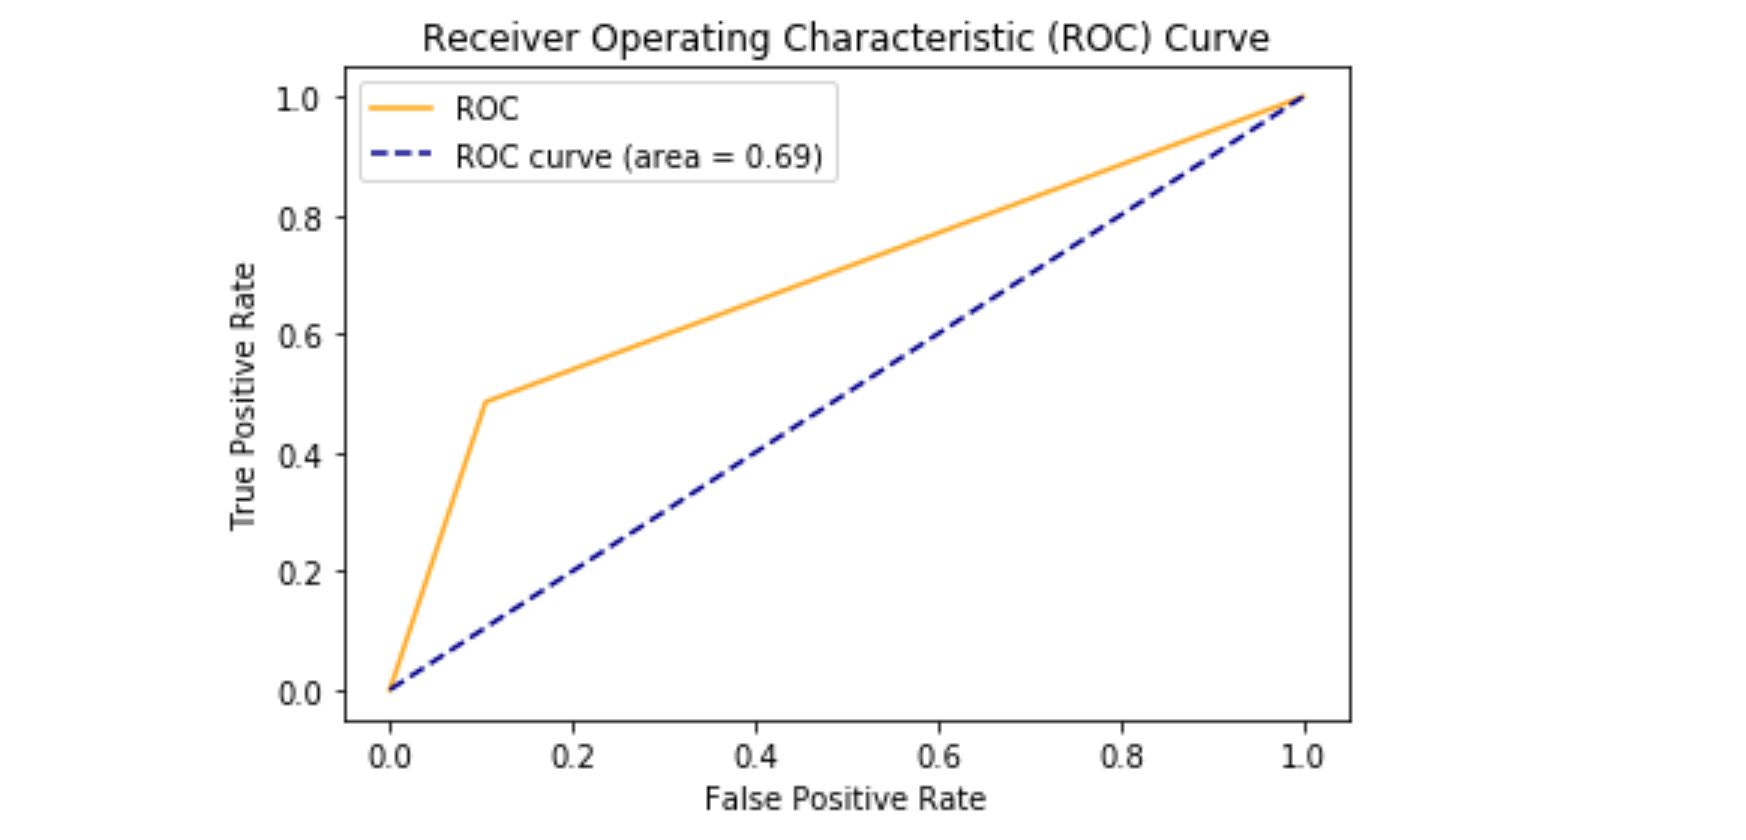 Receiver Operating Characteristic (ROC) Curve
ROC
ROC curve (area = 0.69)
1.0
0.8
0.6
0.4
0.2
0.0
True Positive Rate
0.0 0.2 0.4 0.6 0.8 1.0
False Positive Rate